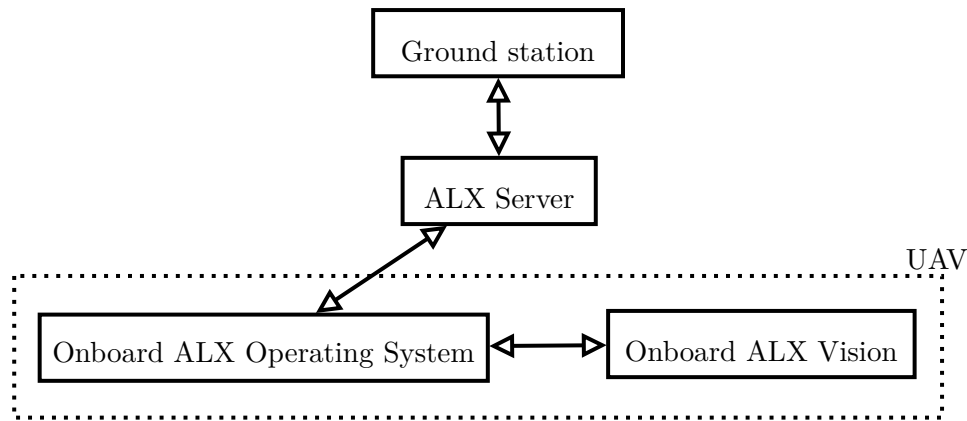 Ground station
ALX Server
UAV
Onboard ALX Operating System
Onboard ALX Vision